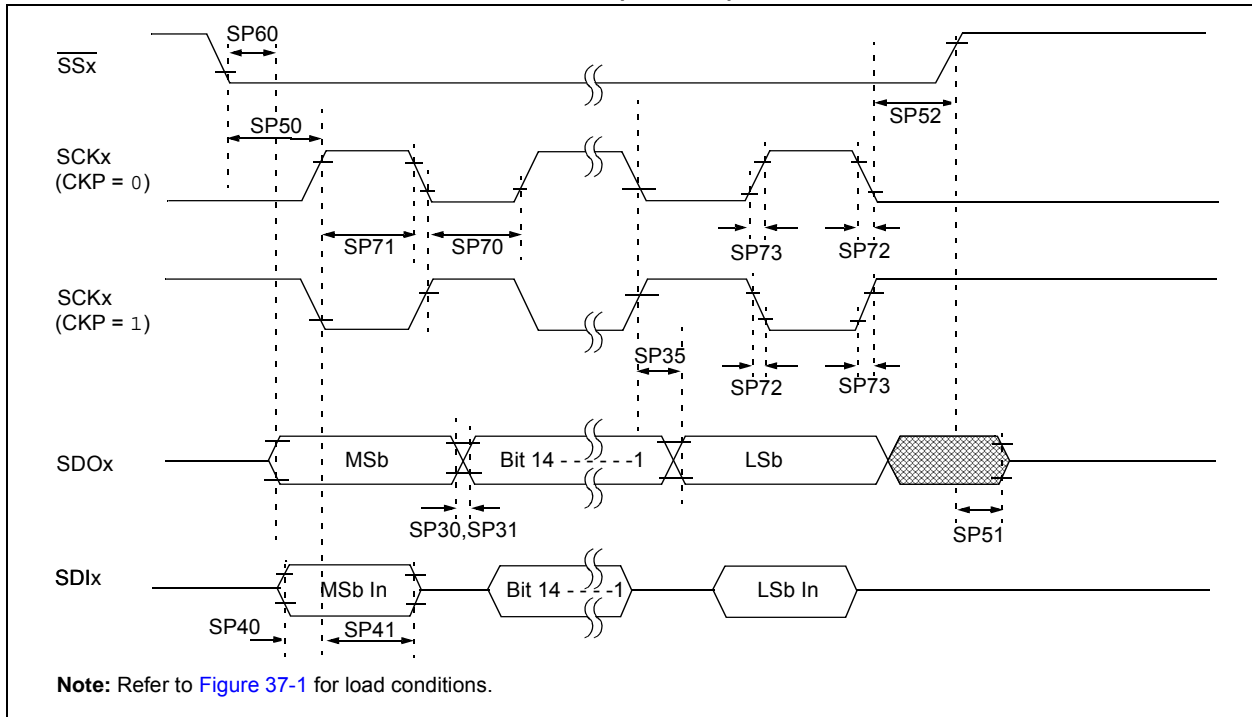 SP60
SSx
SP50
SP52
SCKx
(CKP = 0)
SP71
SP70
SP73
SP72
SCKx
(CKP = 1)
SP35
SP72
SP73
SDOx
MSb
Bit 14 - - - - - -1
LSb
SP30,SP31
SP51
SDIx
MSb In
Bit 14 - - - -1
LSb In
SP40
SP41
Note: Refer to Figure 37-1 for load conditions.